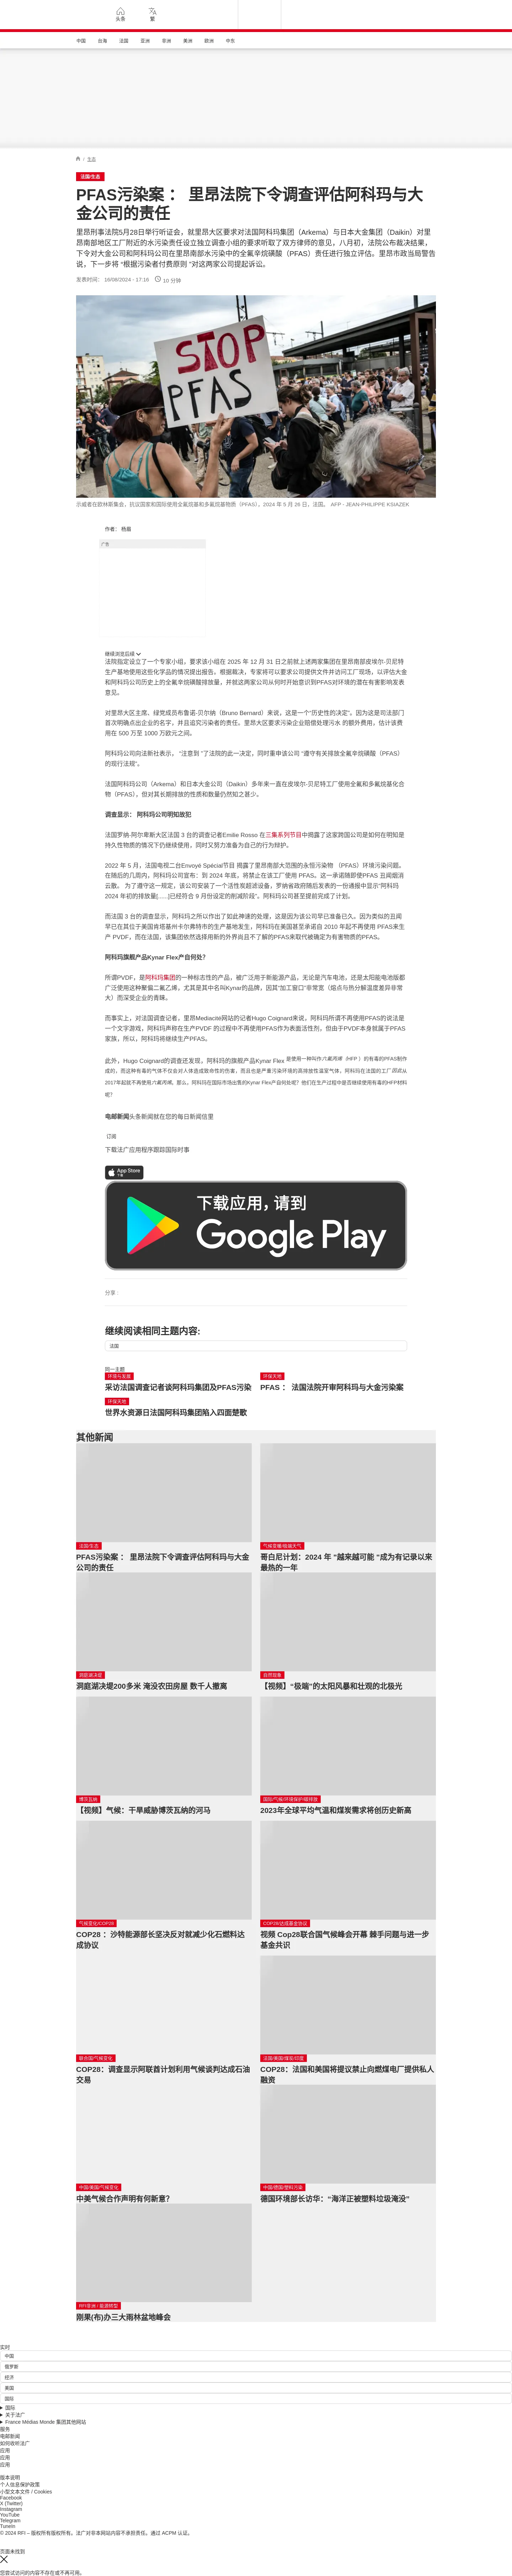 头条
繁
中国
台海
法国
亚洲
非洲
美洲
欧洲
中东
/ 生态
法国/生态
PFAS污染案 ： 里昂法院下令调查评估阿科玛与大
金公司的责任
里昂刑事法院5月28日举行听证会，就里昂大区要求对法国阿科玛集团（Arkema）与日本大金集团（Daikin）对里
昂南部地区工厂附近的水污染责任设立独立调查小组的要求听取了双方律师的意见，八月初，法院公布裁决结果，
下令对大金公司和阿科玛公司在里昂南部水污染中的全氟辛烷磺酸（PFAS）责任进行独立评估。里昂市政当局警告
说，下一步将 “根据污染者付费原则 ”对这两家公司提起诉讼。
发表时间： 16/08/2024 - 17:16 10 分钟
STOP
PFAS
示威者在欧林斯集会，抗议国家和国际使用全氟烷基和多氟烷基物质（PFAS）。2024 年 5 月 26 日，法国。 AFP - JEAN-PHILIPPE KSIAZEK
作者： 杨眉
广告
继续浏览后续
法院指定设立了一个专家小组，要求该小组在 2025 年 12 月 31 日之前就上述两家集团在里昂南部皮埃尔-贝尼特
生产基地使用这些化学品的情况提出报告。根据裁决，专家将可以要求公司提供文件并访问工厂现场，以评估大金
和阿科玛公司历史上的全氟辛烷磺酸排放量，并就这两家公司从何时开始意识到PFAS对环境的潜在有害影响发表
意见。
对里昂大区主席、绿党成员布鲁诺-贝尔纳（Bruno Bernard）来说，这是一个“历史性的决定”。因为这是司法部门
首次明确点出企业的名字，并且追究污染者的责任。里昂大区要求污染企业赔偿处理污水 的额外费用，估计该费
用在 500 万至 1000 万欧元之间。
阿科玛公司向法新社表示， “注意到 ”了法院的此一决定，同时重申该公司 “遵守有关排放全氟辛烷磺酸（PFAS）
的现行法规”。
法国阿科玛公司（Arkema）和日本大金公司（Daikin）多年来一直在皮埃尔-贝尼特工厂使用全氟和多氟烷基化合
物（PFAS），但对其长期排放的性质和数量仍然知之甚少。
调查显示： 阿科玛公司明知故犯
法国罗纳-阿尔卑斯大区法国 3 台的调查记者Emilie Rosso 在三集系列节目中揭露了这家跨国公司是如何在明知是
持久性热物质的情况下仍继续使用，同时又努力准备为自己的行为辩护。
2022 年 5 月，法国电视二台Envoyé Spécial节目 揭露了里昂南部大范围的永恒污染物 （PFAS）环境污染问题。
在随后的几周内，阿科玛公司宣布：到 2024 年底，将禁止在该工厂使用 PFAS。这一承诺随即使PFAS 丑闻烟消
云散。 为了遵守这一规定，该公司安装了一个活性炭超滤设备，罗纳省政府随后发表的一份通报中显示“阿科玛
2024 年初的排放量[......]已经符合 9 月份设定的削减阶段”。阿科玛公司甚至提前完成了计划。
而法国 3 台的调查显示，阿科玛之所以作出了如此神速的处理，这是因为该公司早已准备已久。因为类似的丑闻
早已在其位于美国肯塔基州卡尔弗特市的生产基地发生，阿科玛在美国甚至承诺自 2010 年起不再使用 PFAS来生
产 PVDF，而在法国，该集团依然选择用新的外界尚且不了解的PFAS来取代被确定为有害物质的PFAS。
阿科玛旗舰产品Kynar Flex产自何处?
所谓PVDF，是阿科玛集团的一种标志性的产品，被广泛用于新能源产品，无论是汽车电池，还是太阳能电池版都
广泛使用这种聚偏二氟乙烯，尤其是其中名叫Kynar的品牌，因其"加工窗口"非常宽（熔点与热分解温度差异非常
大）而深受企业的青睐。
而事实上，对法国调查记者，里昂Mediacité网站的记者Hugo Coignard来说，阿科玛所谓不再使用PFAS的说法是
一个文字游戏，阿科玛声称在生产PVDF 的过程中不再使用PFAS作为表面活性剂，但由于PVDF本身就属于PFAS
家族，所以，阿科玛将继续生产PFAS。
此外，Hugo Coignard的调查还发现，阿科玛的旗舰产品Kynar Flex 是使用一种叫作六氟丙烯（HFP ）的有毒的PFAS制作
成的，而这种有毒的气体不仅会对人体造成致命性的伤害，而且也是严重污染环境的高排放性温室气体，阿科玛在法国的工厂因此从
2017年起就不再使用六氟丙烯。那么，阿科玛在国际市场出售的Kynar Flex产自何处呢？他们在生产过程中是否继续使用有毒的HFP材料
呢？
电邮新闻头条新闻就在您的每日新闻信里
订阅
下载法广应用程序跟踪国际时事
App Store
下载
下载应用，请到
Google Play
分享 :
继续阅读相同主题内容:
法国
同一主题
环境与发展
采访法国调查记者谈阿科玛集团及PFAS污染
环保天地
PFAS ： 法国法院开审阿科玛与大金污染案
环保天地
世界水资源日法国阿科玛集团陷入四面楚歌
其他新闻
法国/生态
PFAS污染案 ： 里昂法院下令调查评估阿科玛与大金
公司的责任
气候变暖/极端天气
哥白尼计划：2024 年 "越来越可能 "成为有记录以来
最热的一年
洞庭湖决堤
洞庭湖决堤200多米 淹没农田房屋 数千人撤离
自然现象
【视频】“极端”的太阳风暴和壮观的北极光
博茨瓦纳
【视频】气候：干旱威胁博茨瓦纳的河马
国际/气候/环境保护/碳排放
2023年全球平均气温和煤炭需求将创历史新高
气候变化/COP28
COP28 ：沙特能源部长坚决反对就减少化石燃料达
成协议
COP28/达成基金协议
视频 Cop28联合国气候峰会开幕 棘手问题与进一步
基金共识
联合国/气候变化
COP28：调查显示阿联酋计划利用气候谈判达成石油
交易
法国/美国/煤炭/印度
COP28：法国和美国将提议禁止向燃煤电厂提供私人
融资
中国/美国/气候变化
中美气候合作声明有何新意？
中国/德国/塑料污染
德国环境部长访华：“海洋正被塑料垃圾淹没”
RFI非洲 / 能源转型
刚果(布)办三大雨林盆地峰会
实时
中国
俄罗斯
经济
美国
国际
国际
关于法广
France Médias Monde 集团其他网站
服务
电邮新闻
如何收听法广
应用
应用
应用
版本说明
个人信息保护政策
小型文本文件 / Cookies
Facebook
X (Twitter)
Instagram
YouTube
Telegram
TuneIn
© 2024 RFI – 版权所有版权所有。法广对非本网站内容不承担责任。通过 ACPM 认证。
页面未找到
您尝试访问的内容不存在或不再可用。